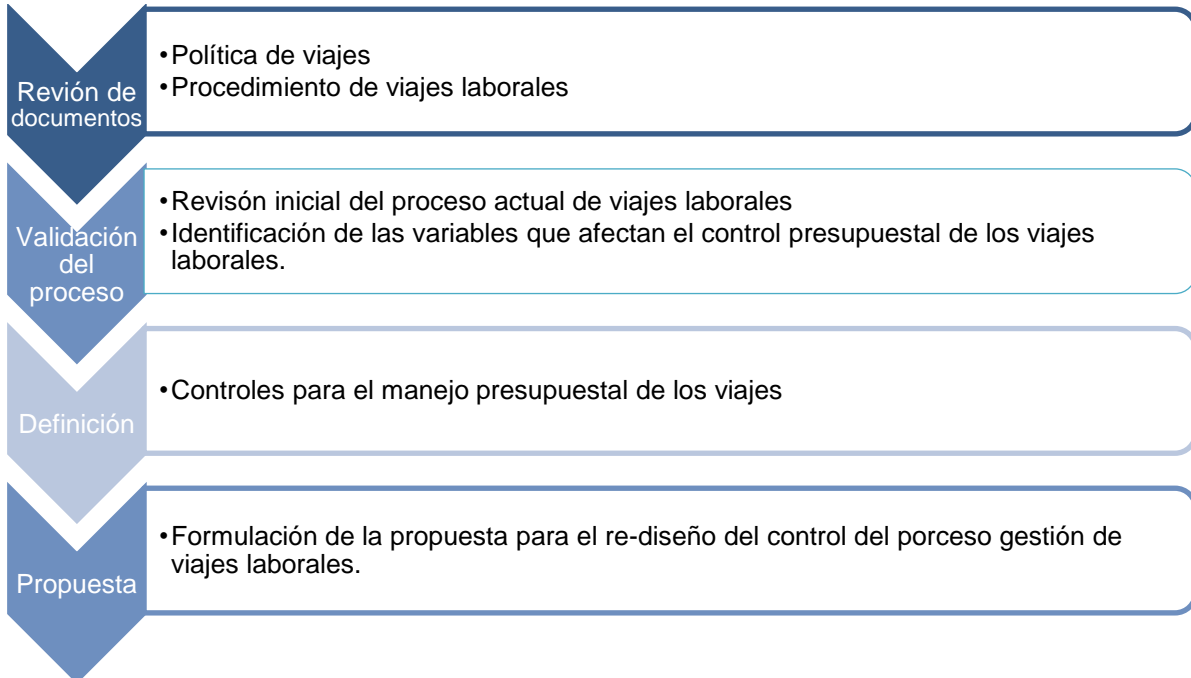 Revión de
documentos
•Política de viajes
•Procedimiento de viajes laborales
Validación
del
proceso
•Revisón inicial del proceso actual de viajes laborales
•Identificación de las variables que afectan el control presupuestal de los viajes
laborales.
Definición
•Controles para el manejo presupuestal de los viajes
Propuesta
•Formulación de la propuesta para el re-diseño del control del porceso gestión de
viajes laborales.